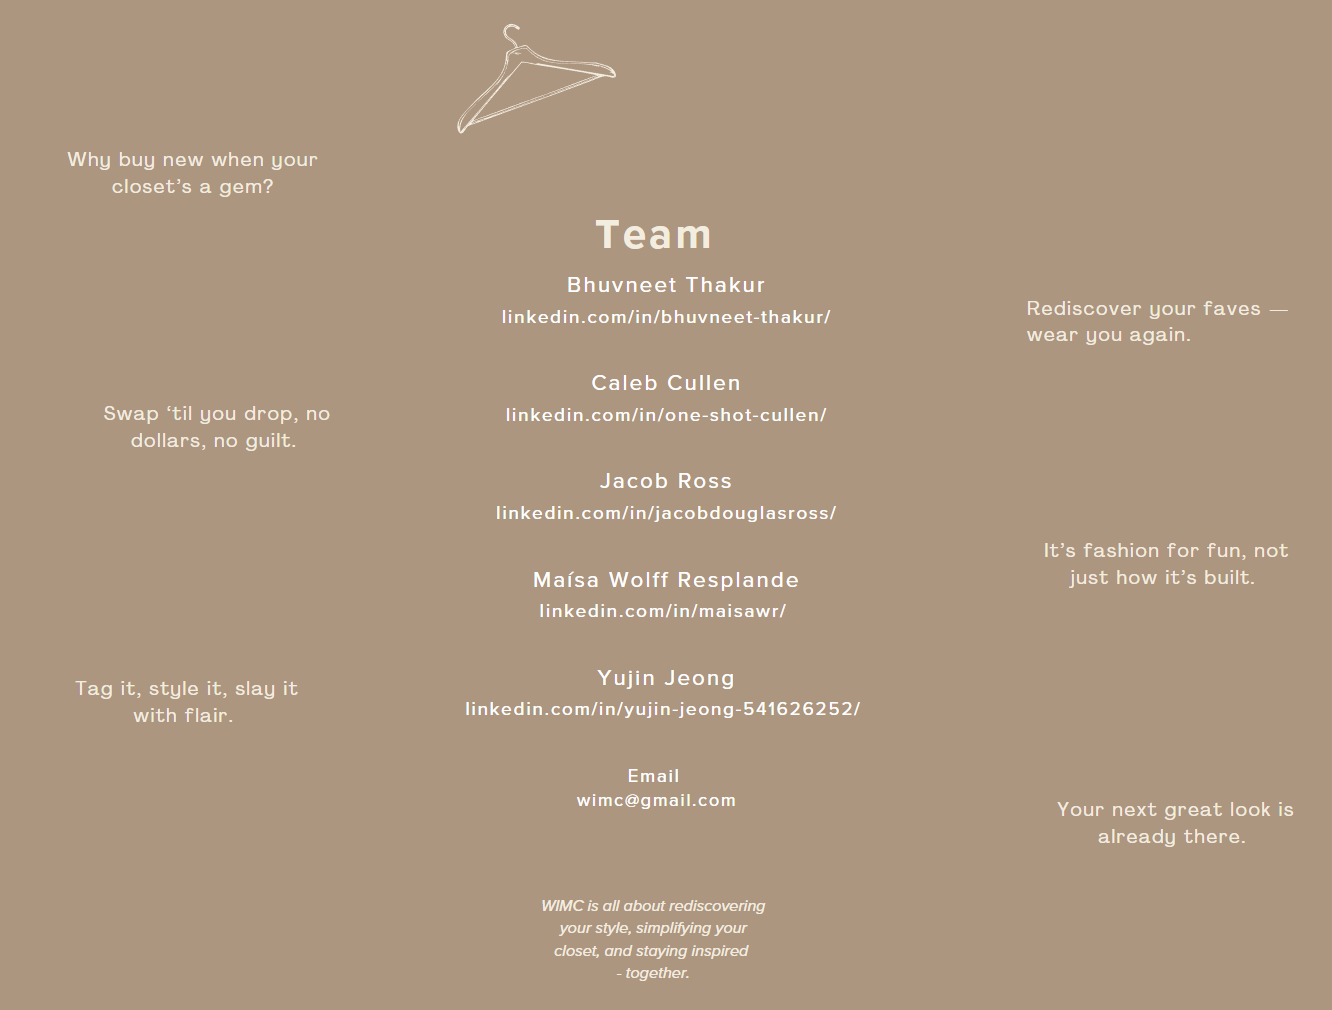 Why buy new when your
closet’s a gem?
Team
Bhuvneet Thakur
linkedin.com/in/bhuvneet-thakur/
Rediscover your faves —
wear you again.
Caleb Cullen
linkedin.com/in/one-shot-cullen/
Swap ‘til you drop, no
dollars, no guilt.
Jacob Ross
linkedin.com/in/jacobdouglasross/
It’s fashion for fun, not
just how it’s built.
Maísa Wolff Resplande
linkedin.com/in/maisawr/
Tag it, style it, slay it
with flair.
Yujin Jeong
linkedin.com/in/yujin-jeong-541626252/
Email
wimc@gmail.com
Your next great look is
already there.
WIMC is all about rediscovering
your style, simplifying your
closet, and staying inspired
- together.